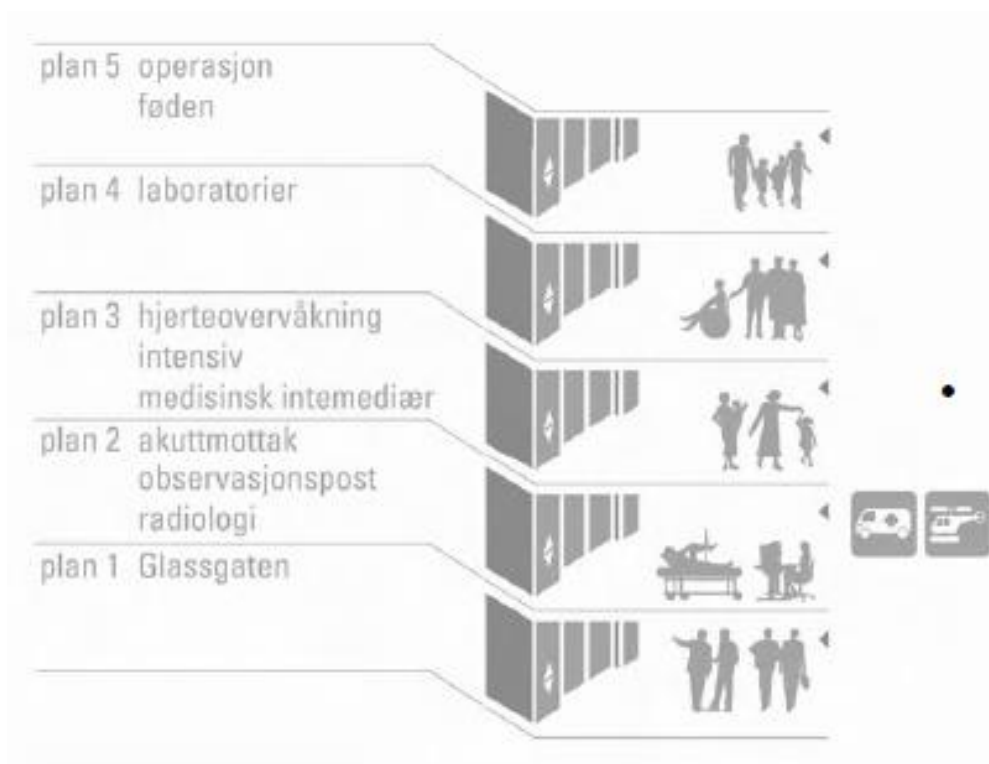 plan 5 operasjon
føden
plan 4 laboratorier
plan 3 hjerteovervåkning
intensiv
medisinsk intemediær
plan 2 akuttmottak
observasjonspost
radiologi
plan 1 Glassgaten